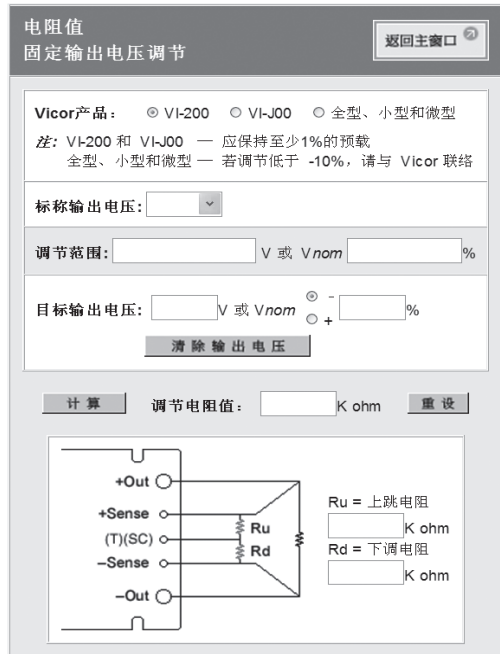 电阻值
固定输出电压调节
返回主窗口
Vicor产品: VI-200 VI-J00 全型、小型和微型
注: VI-200 和 VI-J00 — 应保持至少1%的预载
全型、小型和微型 — 若调节低于 -10%,请与 Vicor 联络
标称输出电压:
调节范围: V 或 Vnom %
目标输出电压: V 或 Vnom - + %
清除输出电压
计算 调节电阻值: K ohm 重设
+Out
+Sense
Ru
(T)(SC)
Rd
–Sense
–Out
Ru = 上跳电阻
K ohm
Rd = 下调电阻
K ohm